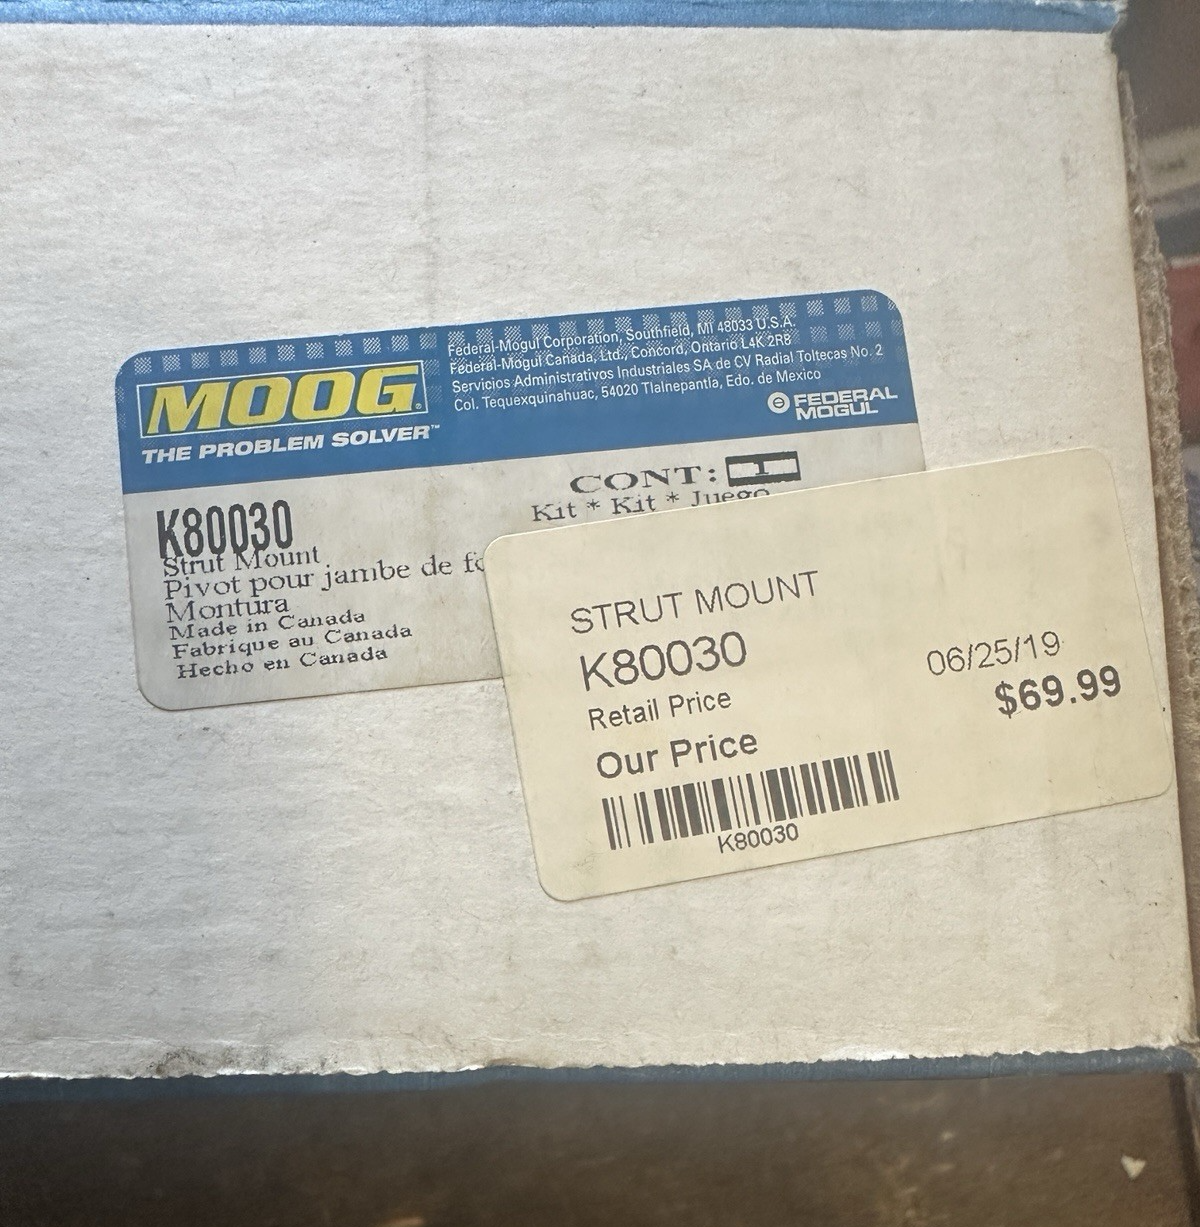 Federal-Mogul Corporation, Southfield, MI 48033 U.S.A.
Federal-Mogul Canada, Ltd., Concord, Ontario L4K 2R8
Servicios Administrativos Industriales SA de CV Radial Toltecas No. 2
Col. Tequexquinahuac, 54020 Tlalnepantla, Edo. de Mexico
MOOG®
THE PROBLEM SOLVER™
FEDERAL
MOGUL
CONT: 1
Kit * Kit * Juego
K80030
Strut Mount
Pivot pour jambe de
Montura
Made in Canada
Fabrique au Canada
Hecho en Canada
STRUT MOUNT
K80030
06/25/19
Retail Price
$69.99
Our Price
K80030